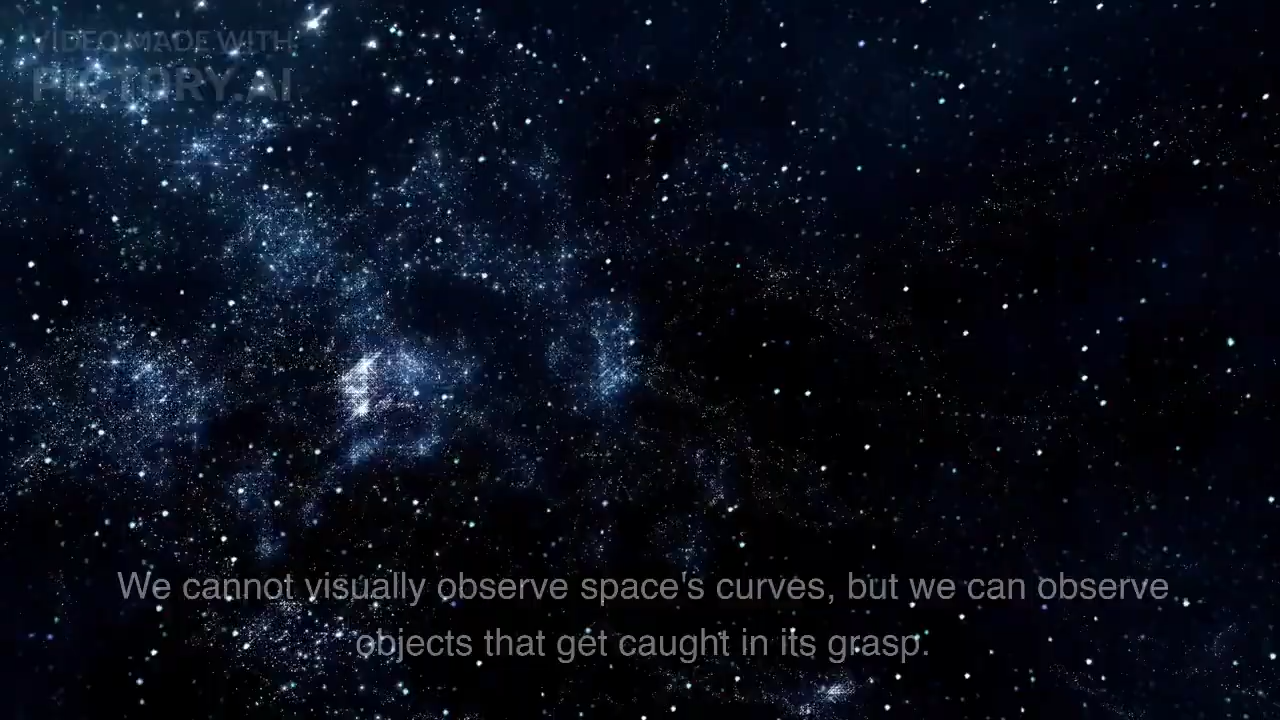 VIDEO MADE WITH
PICTORY.AI
We cannot visually observe space's curves, but we can observe
objects that get caught in its grasp.